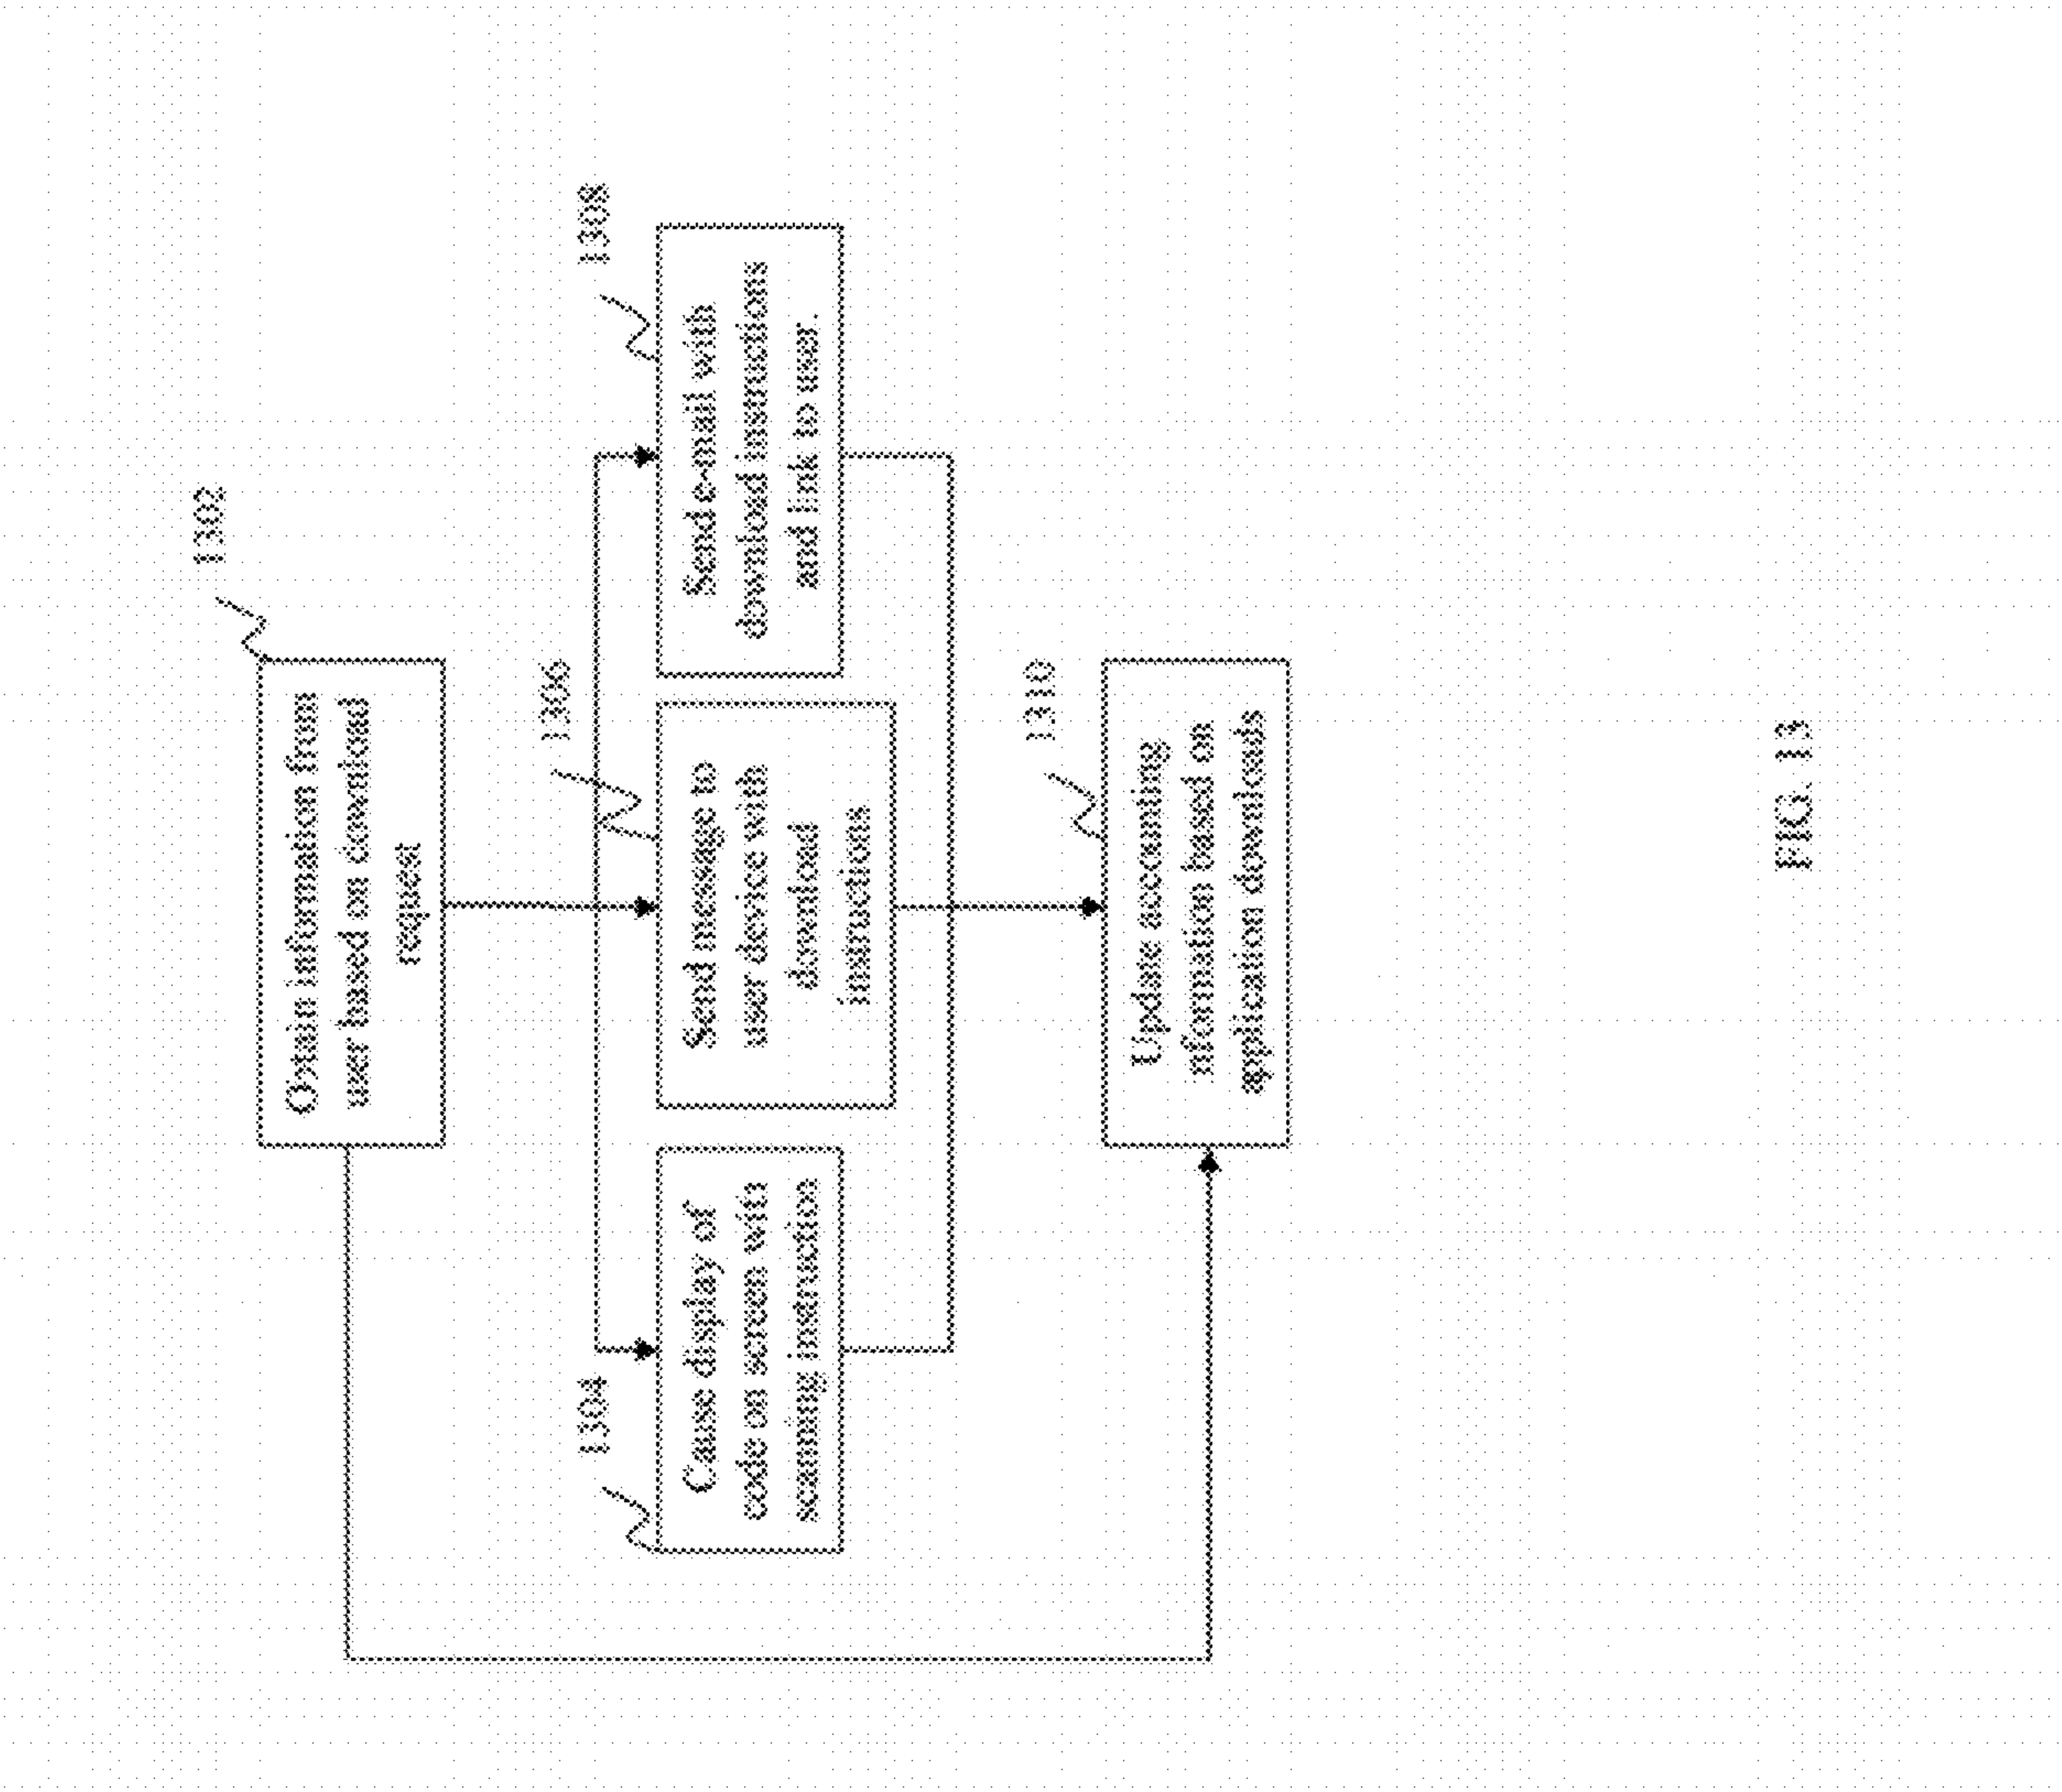 1302
Obtain information from
user based on download
request
1304
Cause display of
code on screen with
scanning instruction
1306
Send message to
user device with
download
instructions
1308
Send e-mail with
download instructions
and link to user.
1310
Update accounting
information based on
application downloads
FIG. 13